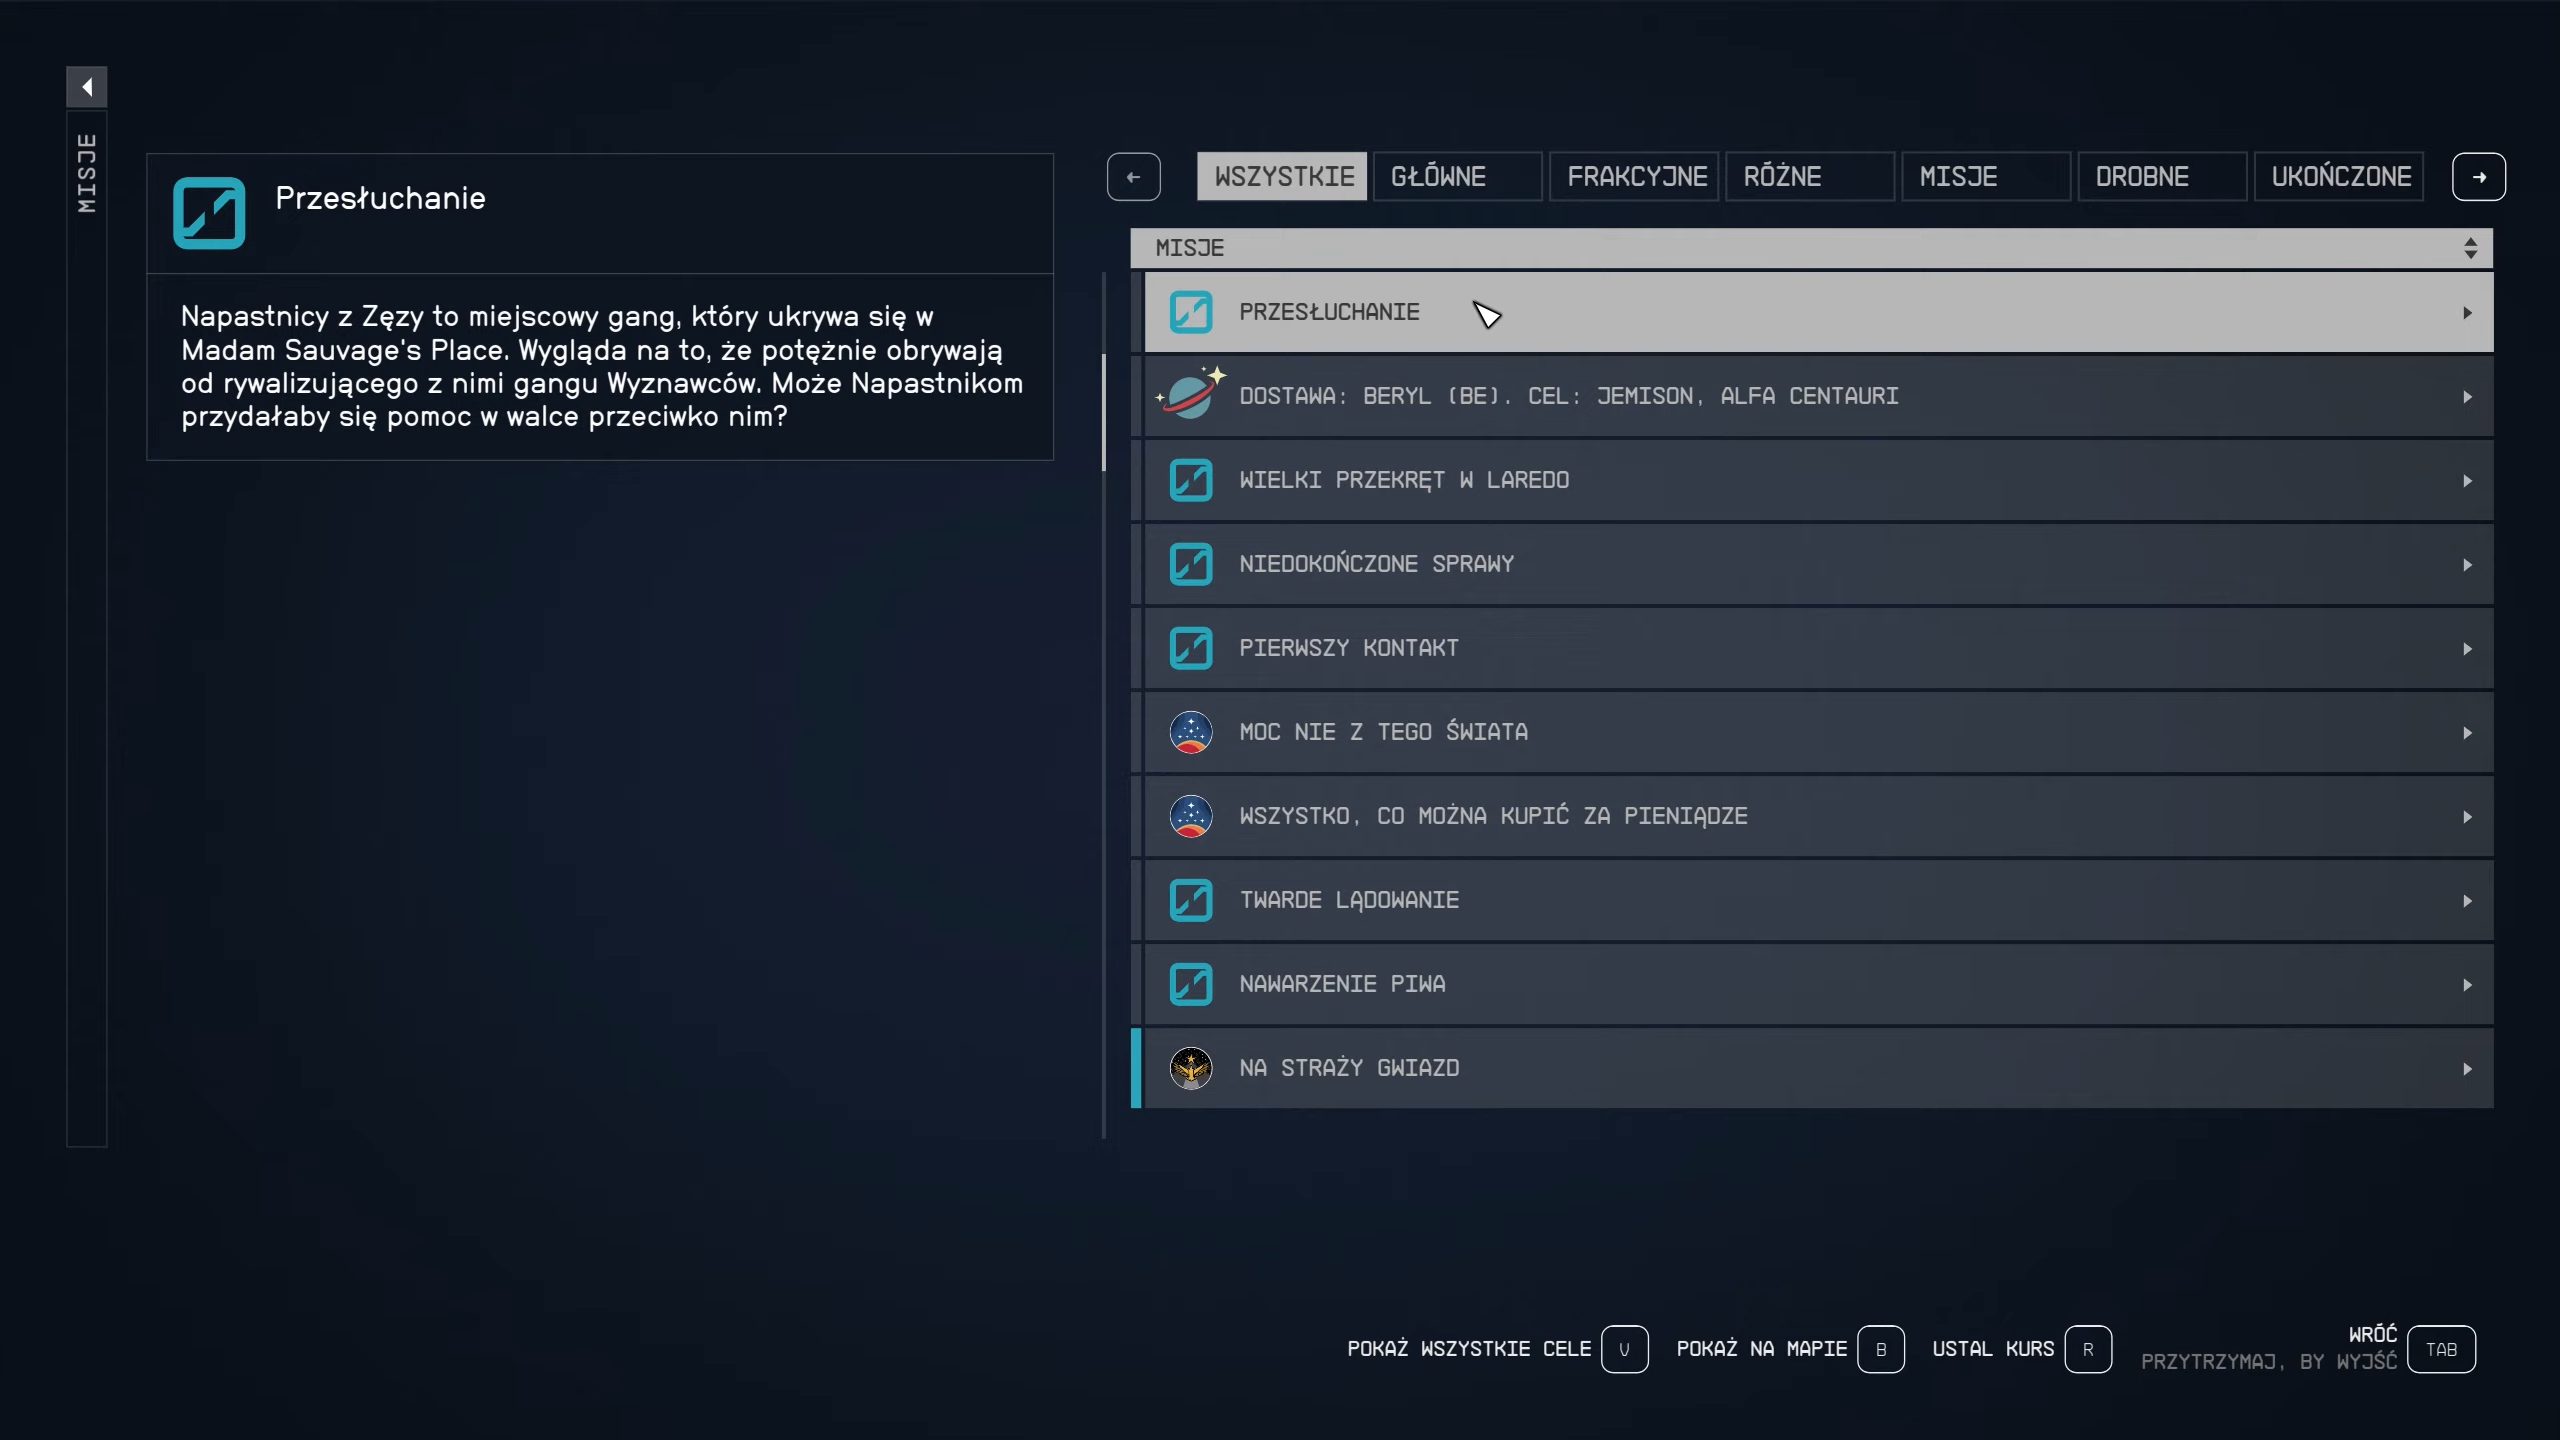 MISJE
Przesłuchanie
Napastnicy z Zęzy to miejscowy gang, który ukrywa się w
Madam Sauvage's Place. Wygląda na to, że potężnie obrywają
od rywalizującego z nimi gangu Wyznawców. Może Napastnikom
przydałaby się pomoc w walce przeciwko nim?
WSZYSTKIE GŁÓWNE FRAKCYJNE RÓŻNE MISJE DROBNE UKOŃCZONE
MISJE
PRZESŁUCHANIE
DOSTAWA: BERYL (BE). CEL: JEMISON, ALFA CENTAURI
WIELKI PRZEKRĘT W LAREDO
NIEDOKOŃCZONE SPRAWY
PIERWSZY KONTAKT
MOC NIE Z TEGO ŚWIATA
WSZYSTKO, CO MOŻNA KUPIĆ ZA PIENIĄDZE
TWARDE LĄDOWANIE
NAWARZENIE PIWA
NA STRAŻY GWIAZD
POKAŻ WSZYSTKIE CELE V POKAŻ NA MAPIE B USTAL KURS R WRÓĆ TAB
PRZYTRZYMAJ, BY WYJŚĆ